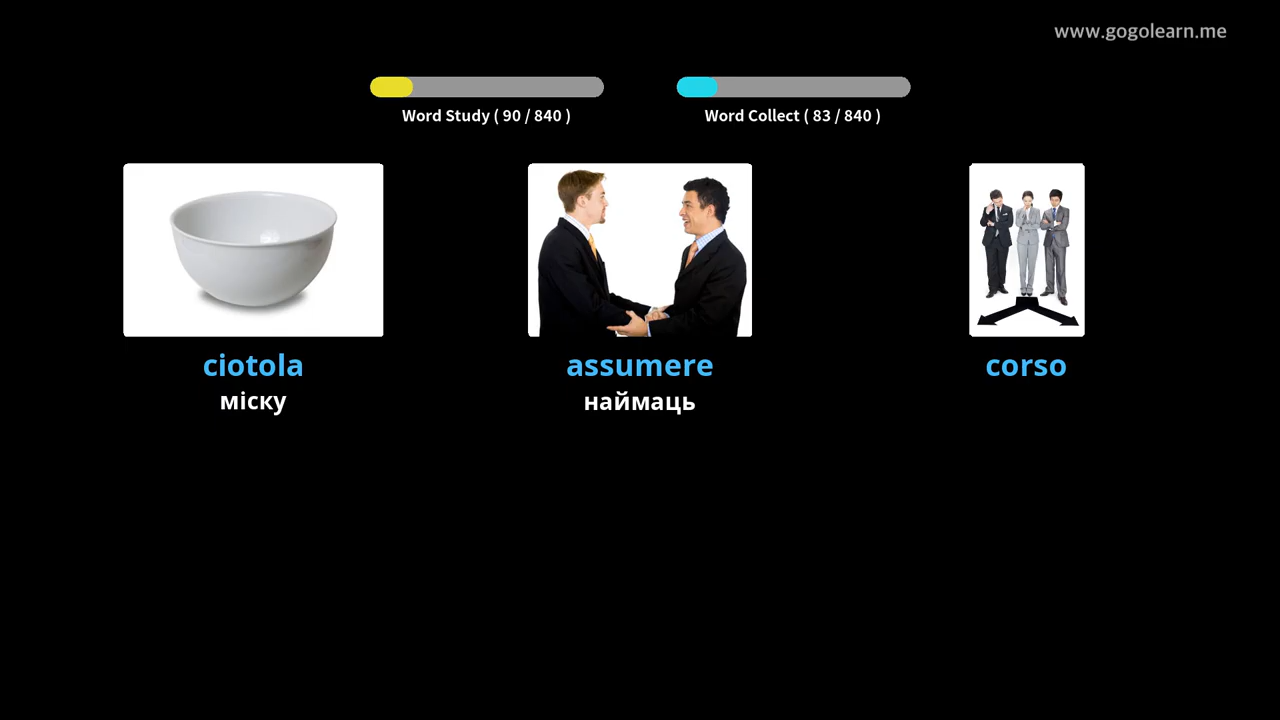 www.gogolearn.me
Word Study ( 90 / 840 )
Word Collect ( 83 / 840 )
ciotola
міску
assumere
наймаць
corso